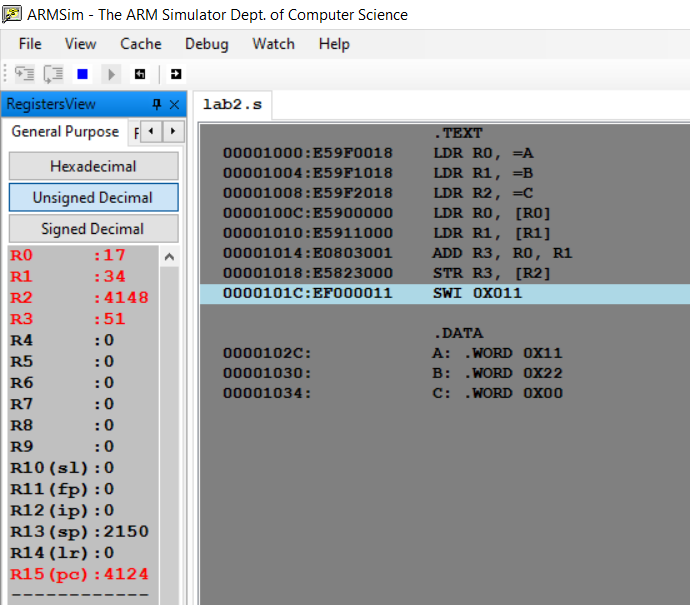 ARMSim - The ARM Simulator Dept. of Computer Science
File View Cache Debug Watch Help
RegistersView
General Purpose F
Hexadecimal
Unsigned Decimal
Signed Decimal
R0 :17
R1 :34
R2 :4148
R3 :51
R4 :0
R5 :0
R6 :0
R7 :0
R8 :0
R9 :0
R10(sl):0
R11(fp):0
R12(ip):0
R13(sp):2150
R14(lr):0
R15(pc):4124
-------------
lab2.s
.TEXT
00001000:E59F0018 LDR R0, =A
00001004:E59F1018 LDR R1, =B
00001008:E59F2018 LDR R2, =C
0000100C:E5900000 LDR R0, [R0]
00001010:E5911000 LDR R1, [R1]
00001014:E0803001 ADD R3, R0, R1
00001018:E5823000 STR R3, [R2]
0000101C:EF000011 SWI 0X011
.DATA
0000102C: A: .WORD 0X11
00001030: B: .WORD 0X22
00001034: C: .WORD 0X00